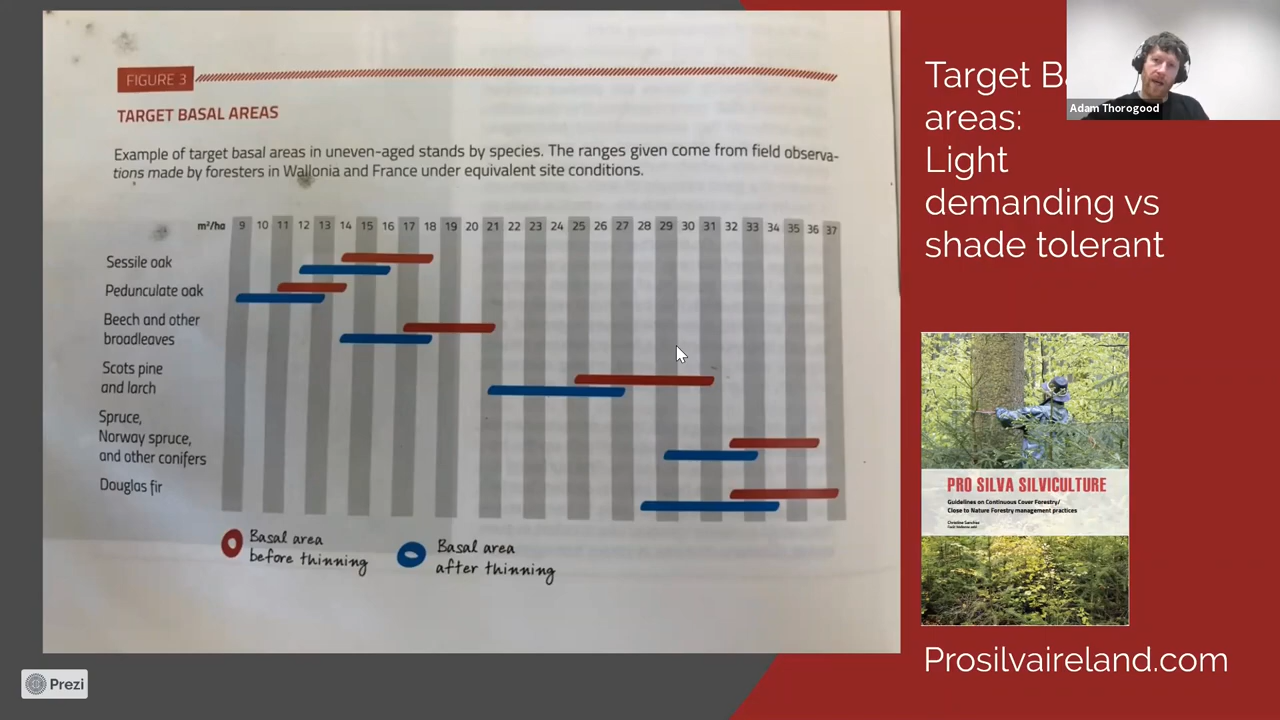 FIGURE 3
TARGET BASAL AREAS
Example of target basal areas in uneven-aged stands by species. The ranges given come from field observa-
tions made by foresters in Wallonia and France under equivalent site conditions.
m²/ha 9 10 11 12 13 14 15 16 17 18 19 20 21 22 23 24 25 26 27 28 29 30 31 32 33 34 35 36 37
Sessile oak
Pedunculate oak
Beech and other
broadleaves
Scots pine
and larch
Spruce,
Norway spruce,
and other conifers
Douglas fir
Basal area
before thinning
Basal area
after thinning
Prezi
Target Ba
areas:
Light
demanding vs
shade tolerant
Adam Thorogood
PRO SILVA SILVICULTURE
Guidelines on Continuous Cover Forestry/
Close to Nature Forestry management practices
Prosilvaireland.com